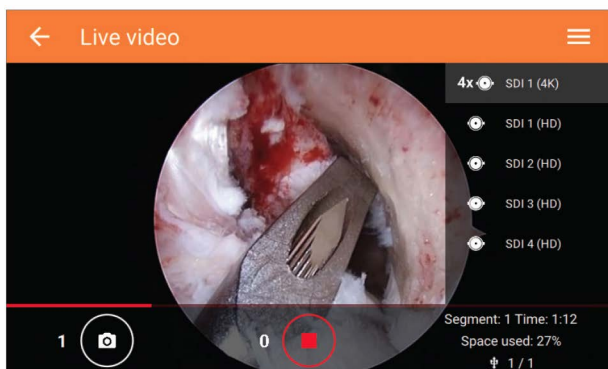 Live video
4x SDI 1 (4K)
SDI 1 (HD)
SDI 2 (HD)
SDI 3 (HD)
SDI 4 (HD)
1
0
Segment: 1 Time: 1:12
Space used: 27%
1 / 1